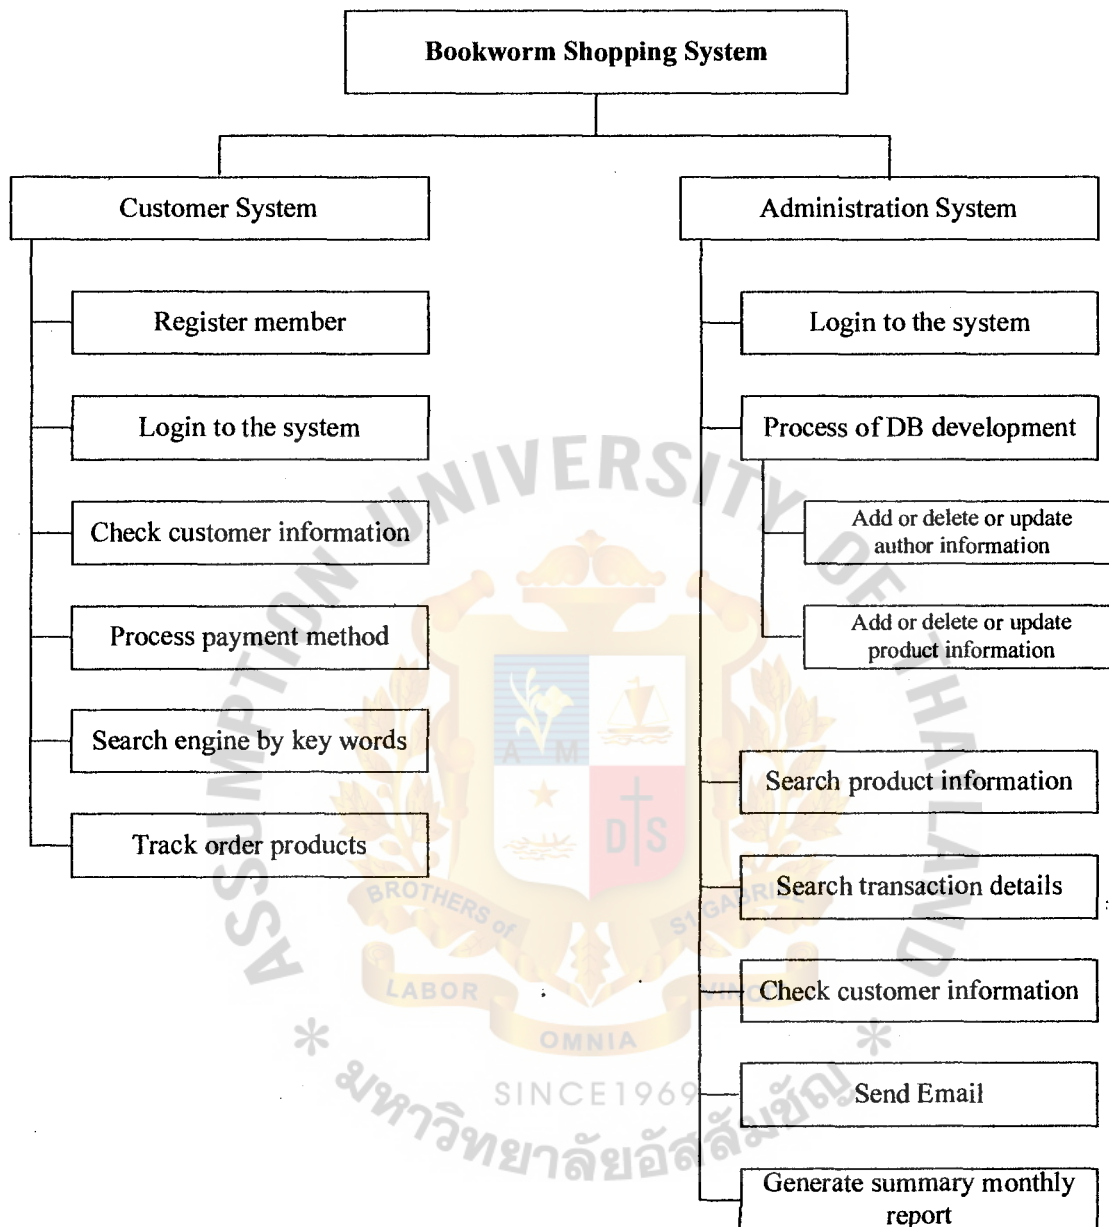 Bookworm Shopping System
Customer System
Register member
Login to the system
Check customer information
Process payment method
Search engine by key words
Track order products
Administration System
Login to the system
Process of DB development
Add or delete or update
author information
Add or delete or update
product information
Search product information
Search transaction details
Check customer information
Send Email
Generate summary monthly
report
ASSUMPTION UNIVERSITY OF THAILAND
A M
D S
BROTHERS of ST GABRIEL
LABOR
OMNIA
VINCIT
SINCE1969
* มหาวิทยาลัยอัสสัมชัญ *